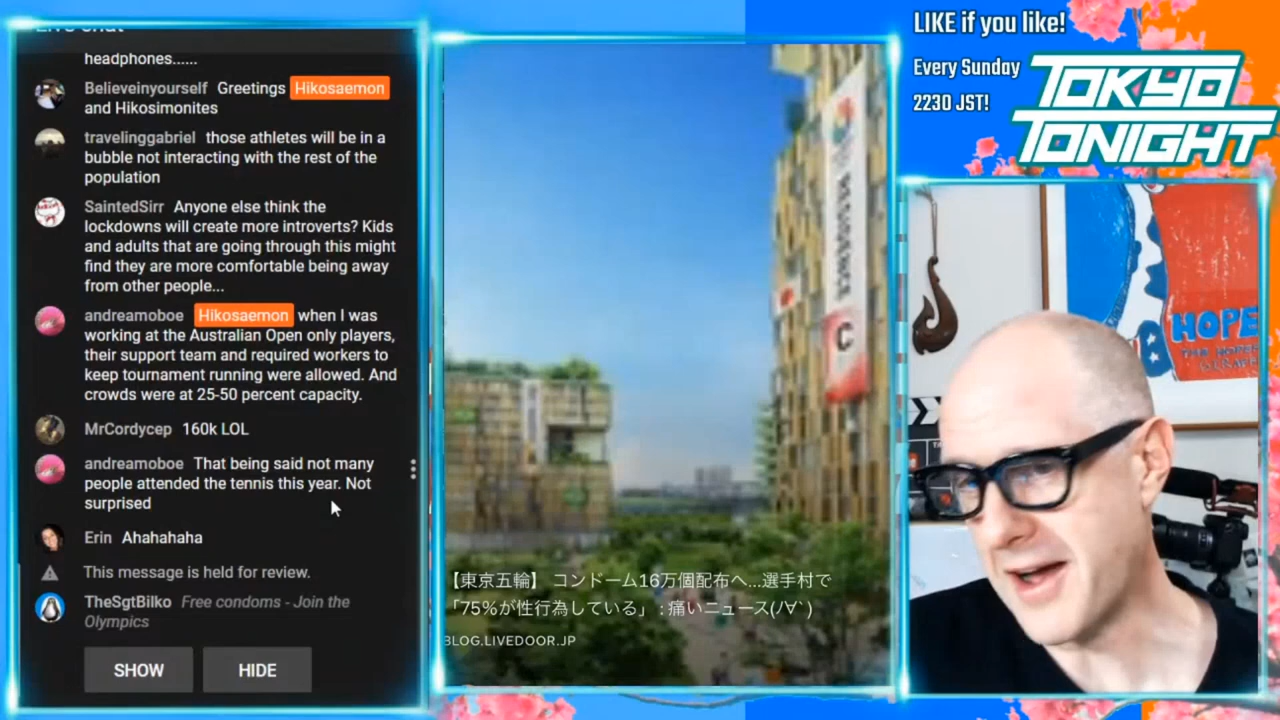 Live chat
headphones......
Believeinyourself Greetings Hikosaemon
and Hikosimonites
travelinggabriel those athletes will be in a
bubble not interacting with the rest of the
population
SaintedSirr Anyone else think the
lockdowns will create more introverts? Kids
and adults that are going through this might
find they are more comfortable being away
from other people...
andreamoboe Hikosaemon when I was
working at the Australian Open only players,
their support team and required workers to
keep tournament running were allowed. And
crowds were at 25-50 percent capacity.
MrCordycep 160k LOL
andreamoboe That being said not many
people attended the tennis this year. Not
surprised
Erin Ahahahaha
This message is held for review.
TheSgtBilko Free condoms - Join the
Olympics
SHOW HIDE
C
【東京五輪】 コンドーム16万個配布へ...選手村で
「75%が性行為している」 : 痛いニュース(ﾉ∀`)
BLOG.LIVEDOOR.JP
LIKE if you like!
Every Sunday
2230 JST!
TOKYO
TONIGHT
HOPE